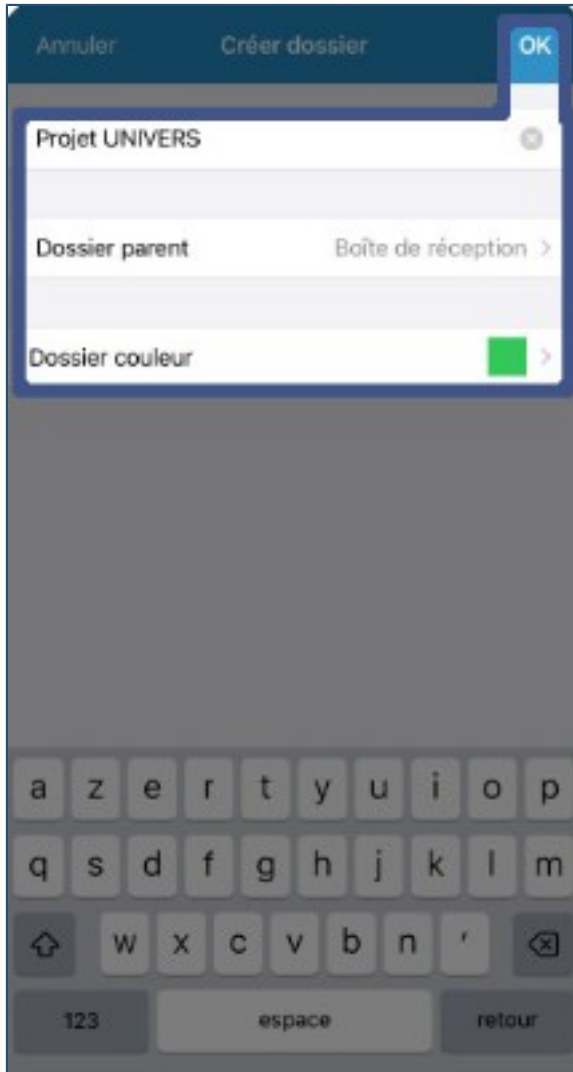 Annuler Créer dossier OK
Projet UNIVERS
Dossier parent Boîte de réception >
Dossier couleur >
a z e r t y u i o p
q s d f g h j k l m
w x c v b n '
123 espace retour